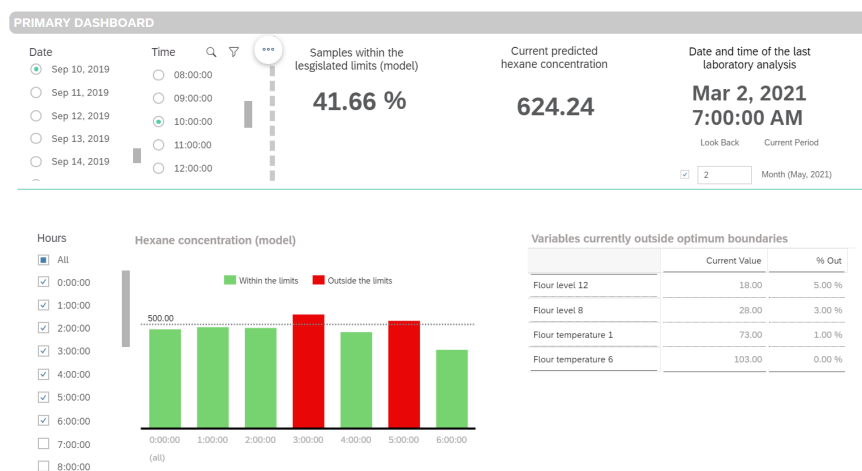 PRIMARY DASHBOARD
Date
Sep 10, 2019
Sep 11, 2019
Sep 12, 2019
Sep 13, 2019
Sep 14, 2019
Time
08:00:00
09:00:00
10:00:00
11:00:00
12:00:00
Samples within the
lesgislated limits (model)
41.66 %
Current predicted
hexane concentration
624.24
Date and time of the last
laboratory analysis
Mar 2, 2021
7:00:00 AM
Look Back Current Period
2 Month (May, 2021)
Hours
All
0:00:00
1:00:00
2:00:00
3:00:00
4:00:00
5:00:00
6:00:00
7:00:00
8:00:00
Hexane concentration (model)
Within the limits Outside the limits
500.00
0:00:00 1:00:00 2:00:00 3:00:00 4:00:00 5:00:00 6:00:00
(all)
Variables currently outside optimum boundaries
Current Value % Out
Flour level 12 18.00 5.00 %
Flour level 8 28.00 3.00 %
Flour temperature 1 73.00 1.00 %
Flour temperature 6 103.00 0.00 %